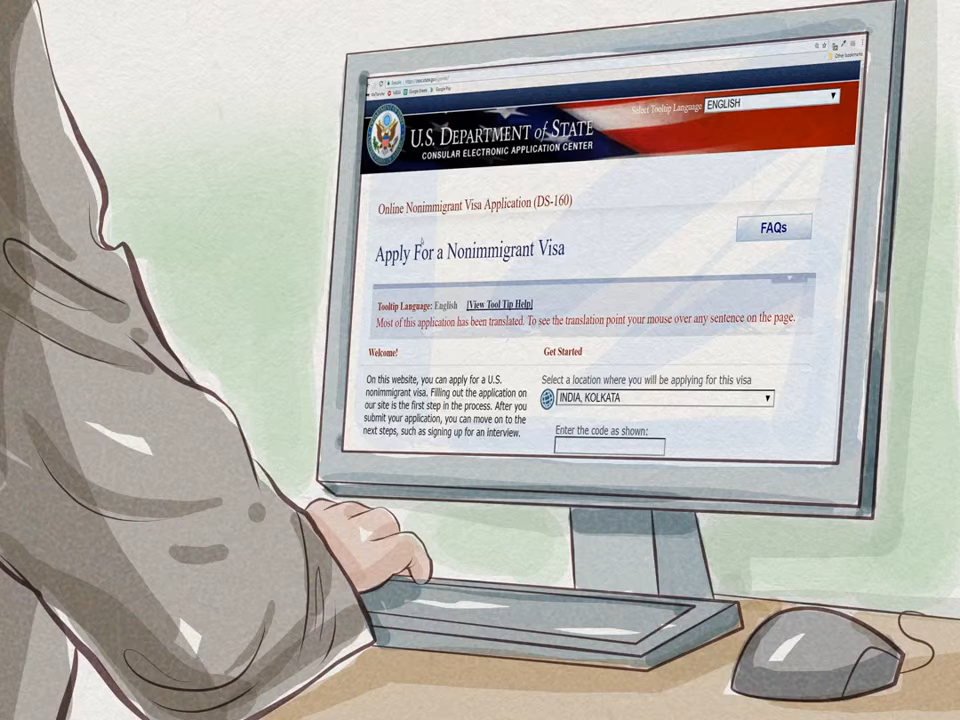 Other bookmarks
Select Tooltip Language ENGLISH
U.S. DEPARTMENT of STATE
CONSULAR ELECTRONIC APPLICATION CENTER
Online Nonimmigrant Visa Application (DS-160)
FAQs
Apply For a Nonimmigrant Visa
Tooltip Language: English [View Tool Tip Help]
Most of this application has been translated. To see the translation point your mouse over any sentence on the page.
Welcome!
On this website, you can apply for a U.S.
nonimmigrant visa. Filling out the application on
our site is the first step in the process. After you
submit your application, you can move on to the
next steps, such as signing up for an interview.
Get Started
Select a location where you will be applying for this visa
INDIA, KOLKATA
Enter the code as shown: